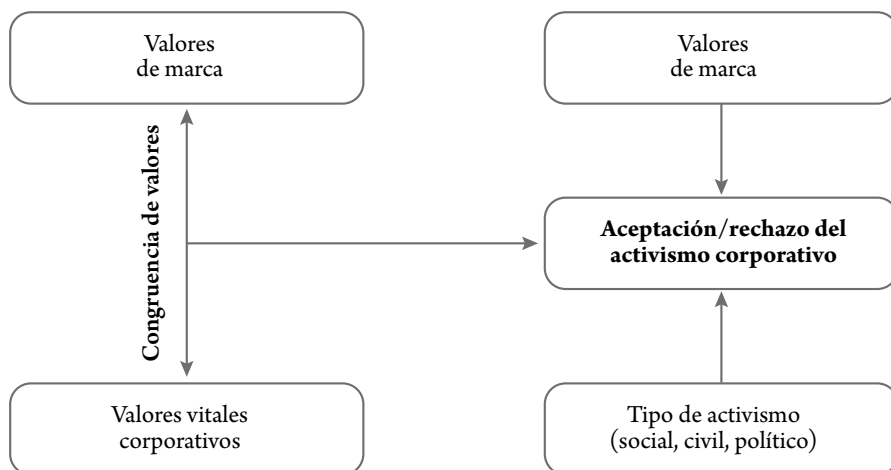 Valores
de marca
Valores
de marca
Congruencia de valores
Aceptación/rechazo del
activismo corporativo
Valores vitales
corporativos
Tipo de activismo
(social, civil, político)